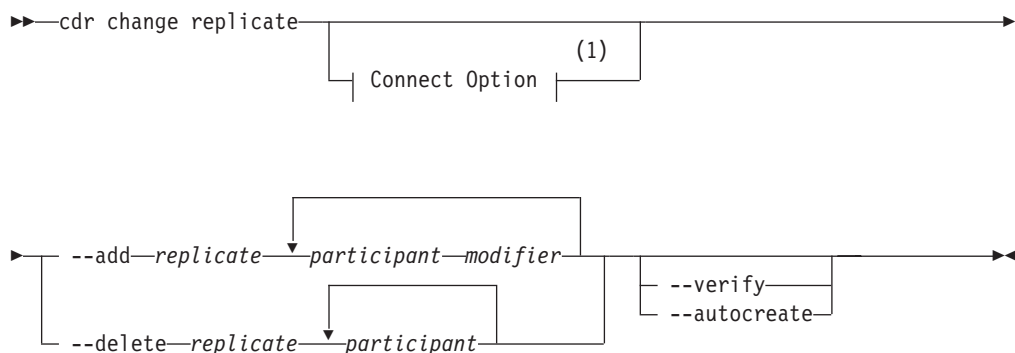 cdr change replicate
(1)
Connect Option
--add replicate participant modifier
--verify
--autocreate
--delete replicate participant